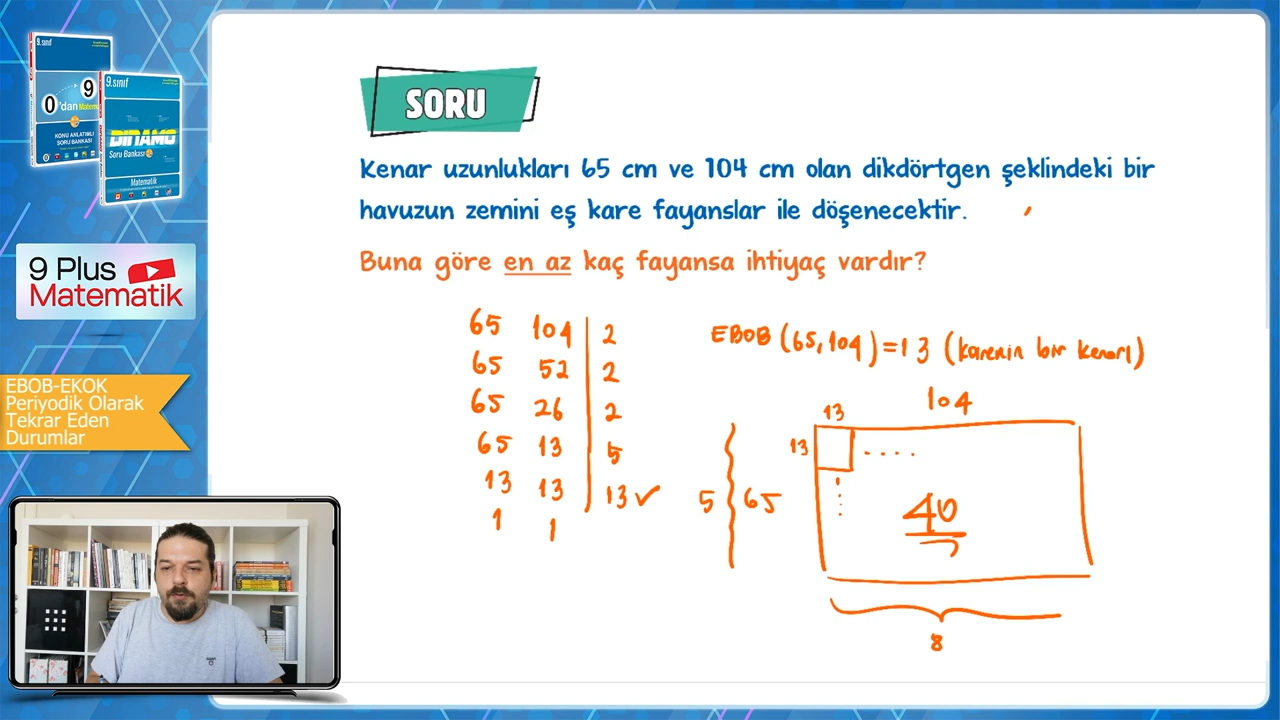 9.sınıf
0'dan 9
Matematik
KONU ANLATIMLI
SORU BANKASI
9.sınıf
DİNAMO
Soru Bankası
Matematik
9 Plus
Matematik
EBOB-EKOK
Periyodik Olarak
Tekrar Eden
Durumlar
SORU
Kenar uzunlukları 65 cm ve 104 cm olan dikdörtgen şeklindeki bir
havuzun zemini eş kare fayanslar ile döşenecektir.
Buna göre en az kaç fayansa ihtiyaç vardır?
65 104 2
65 52 2
65 26 2
65 13 5
13 13 13 ✓
1 1
EBOB (65,104) = 13 (karenin bir kenarı)
104
13
13 ....
5 65
40
8